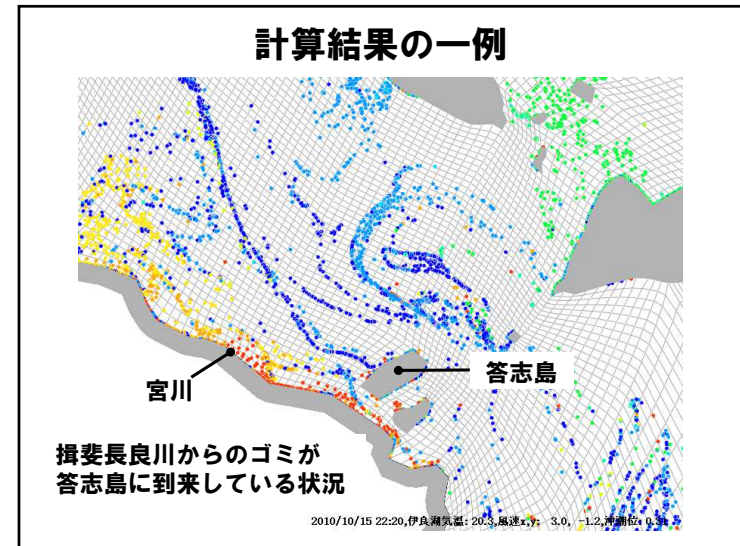 計算結果の一例
宮川
答志島
揖斐長良川からのゴミが
答志島に到来している状況
2010/10/15 22:20,伊良湖気温: 20.3,風速x,y: 3.0, -1.2,沖潮位: 0.3